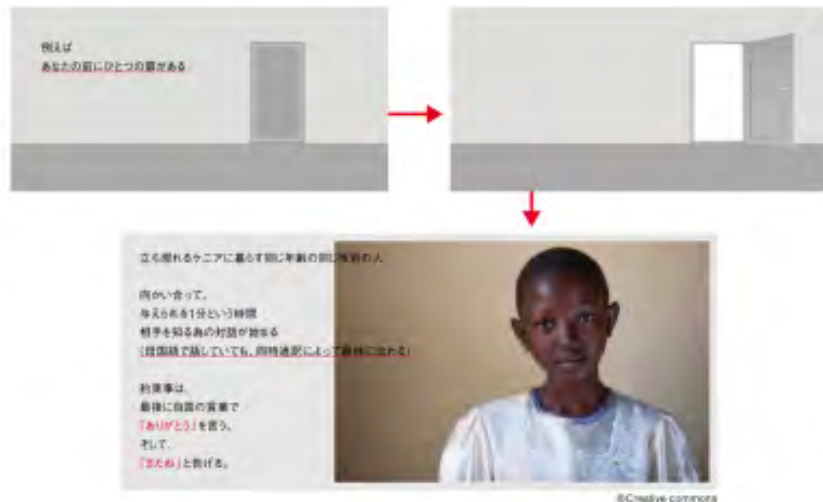 例えば
あなたの前にひとつの扉がある
立ち現れるケニアに暮らす同じ年齢の同じ性別の人
向かい合って、
与えられる1分という時間
相手を知る為の対話が始まる
(母国語で話していても、同時通訳によって最特に伝わる)
約束事は、
最後に自国の言葉で
「ありがとう」を言う。
そして、
「またね」と告げる。
©Creative commons